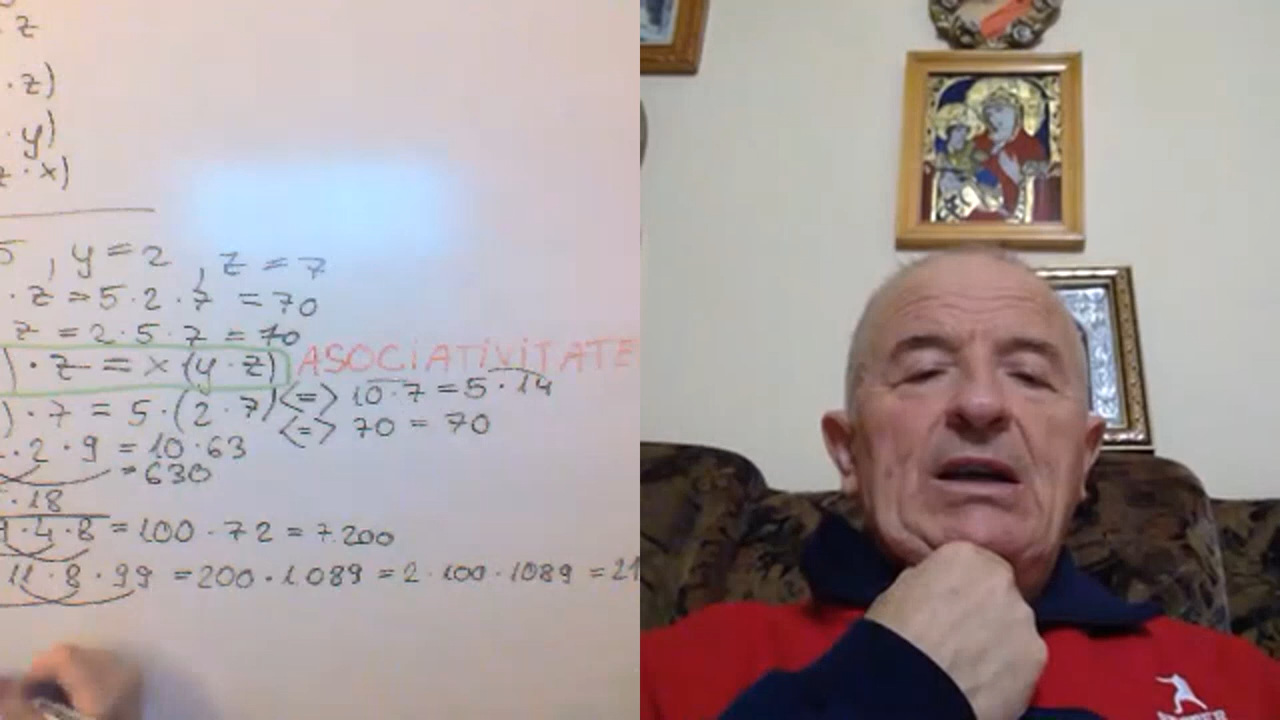 · z
· z)
· y)
z · x)
5 , y = 2 , z = 7
· z = 5 · 2 · 7 = 70
z = 2 · 5 · 7 = 70
) · z = x (y · z) ASOCIATIVITATE
) · 7 = 5 · (2 · 7) <=> 10 · 7 = 5 · 14
<=> 70 = 70
· 2 · 9 = 10 · 63
= 630
· 18
· 4 · 8 = 100 · 72 = 7.200
11 · 8 · 99 = 200 · 1089 = 2 · 100 · 1089 = 21